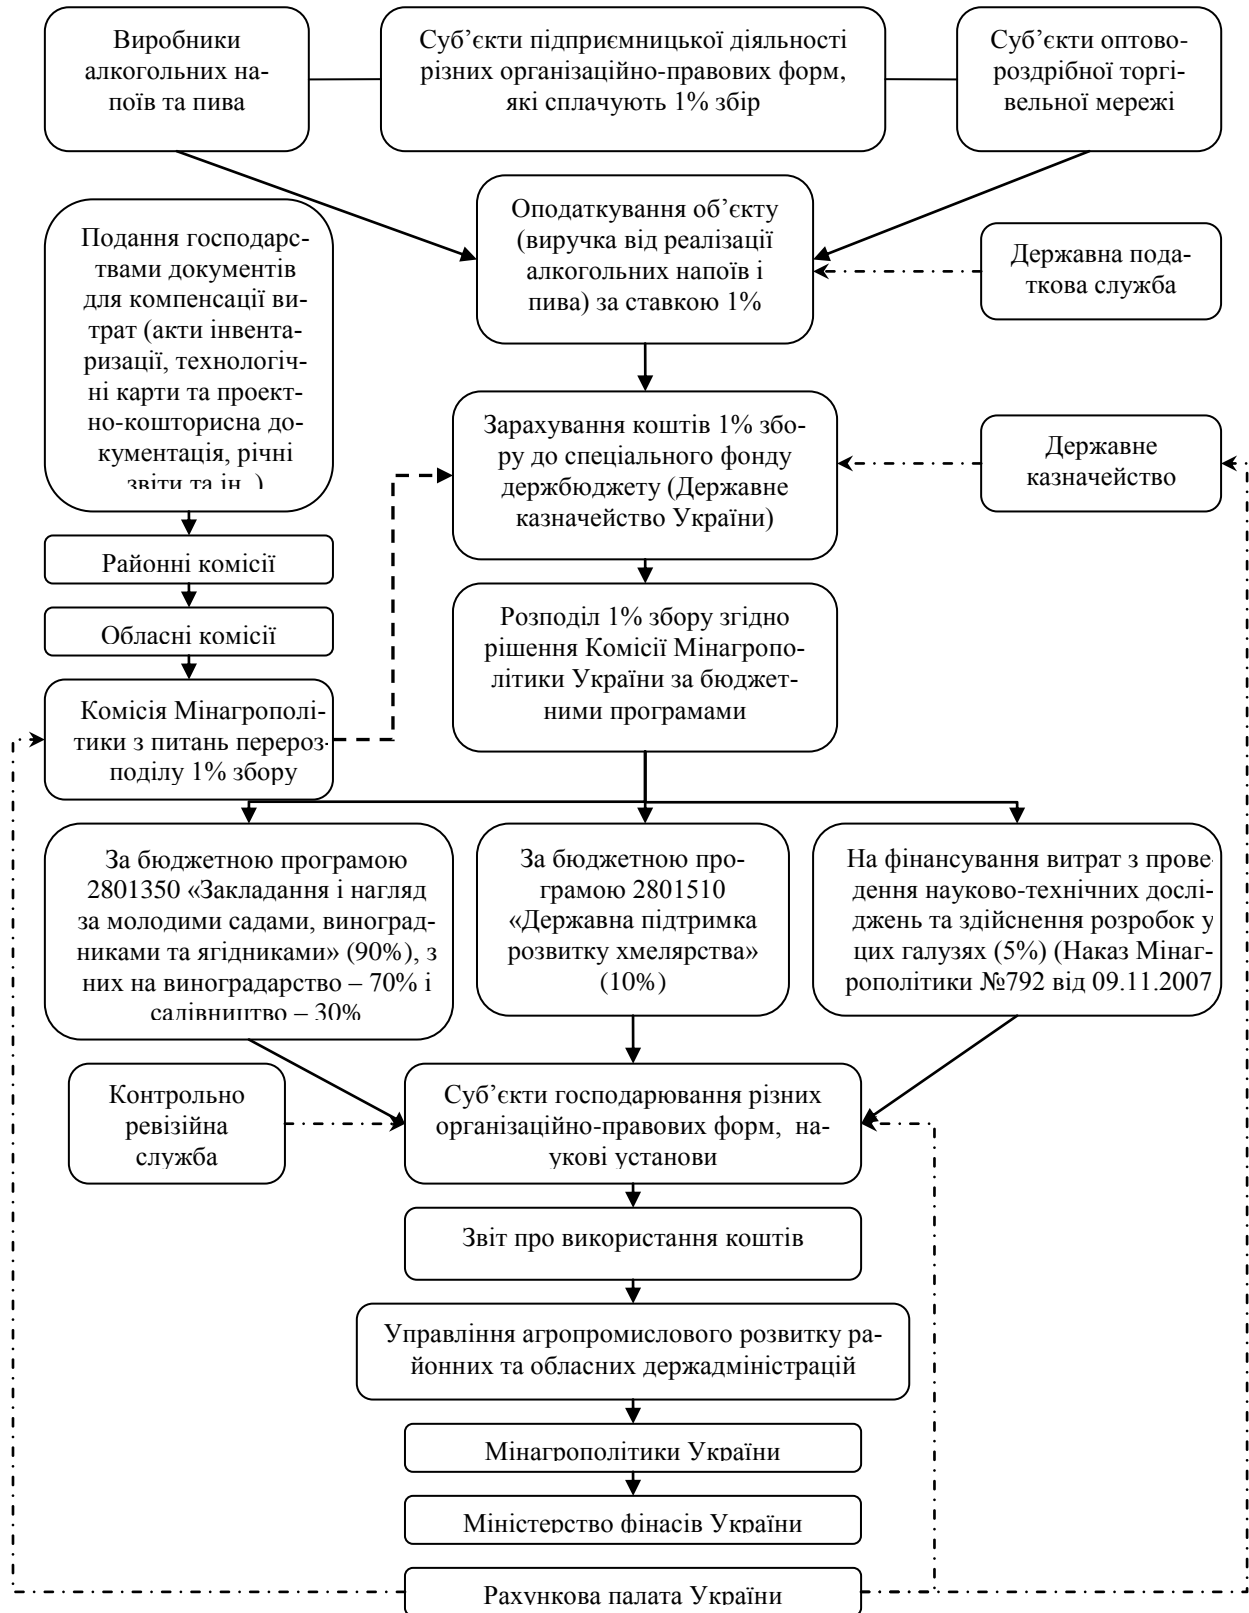 Виробники
алкогольних на-
поїв та пива
Суб’єкти підприємницької діяльності
різних організаційно-правових форм,
які сплачують 1% збір
Суб’єкти оптово-
роздрібної торгі-
вельної мережі
Оподаткування об’єкту
(виручка від реалізації
алкогольних напоїв і
пива) за ставкою 1%
Державна пода-
ткова служба
Подання господарс-
твами документів
для компенсації ви-
трат (акти інвента-
ризації, технологіч-
ні карти та проект-
но-кошторисна до-
кументація, річні
звіти та ін. )
Зарахування коштів 1% збо-
ру до спеціального фонду
держбюджету (Державне
казначейство України)
Державне
казначейство
Районні комісії
Обласні комісії
Комісія Мінагрополі-
тики з питань перероз-
поділу 1% збору
Розподіл 1% збору згідно
рішення Комісії Мінагропо-
літики України за бюджет-
ними програмами
За бюджетною програмою
2801350 «Закладання і нагляд
за молодими садами, виноград-
никами та ягідниками» (90%), з
них на виноградарство – 70% і
садівництво – 30%
За бюджетною про-
грамою 2801510
«Державна підтримка
розвитку хмелярства»
(10%)
На фінансування витрат з прове-
дення науково-технічних дослі-
джень та здійснення розробок у
цих галузях (5%) (Наказ Мінаг-
рополітики №792 від 09.11.2007
Контрольно
ревізійна
служба
Суб’єкти господарювання різних
організаційно-правових форм, на-
укові установи
Звіт про використання коштів
Управління агропромислового розвитку ра-
йонних та обласних держадміністрацій
Мінагрополітики України
Міністерство фінасів України
Рахункова палата України